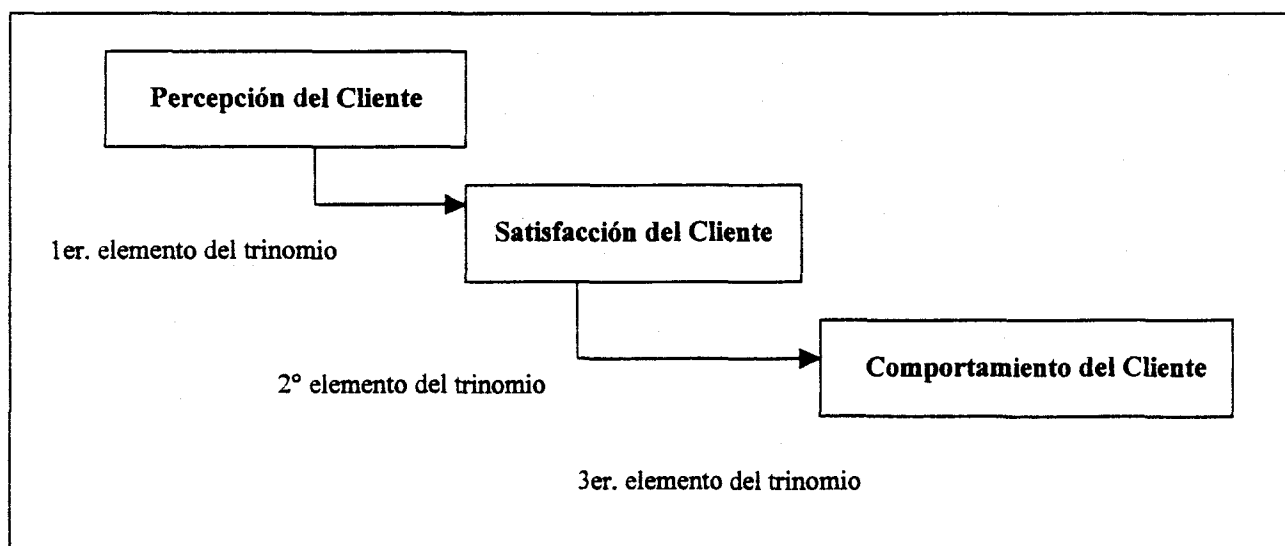 Percepción del Cliente
1er. elemento del trinomio
Satisfacción del Cliente
2° elemento del trinomio
Comportamiento del Cliente
3er. elemento del trinomio